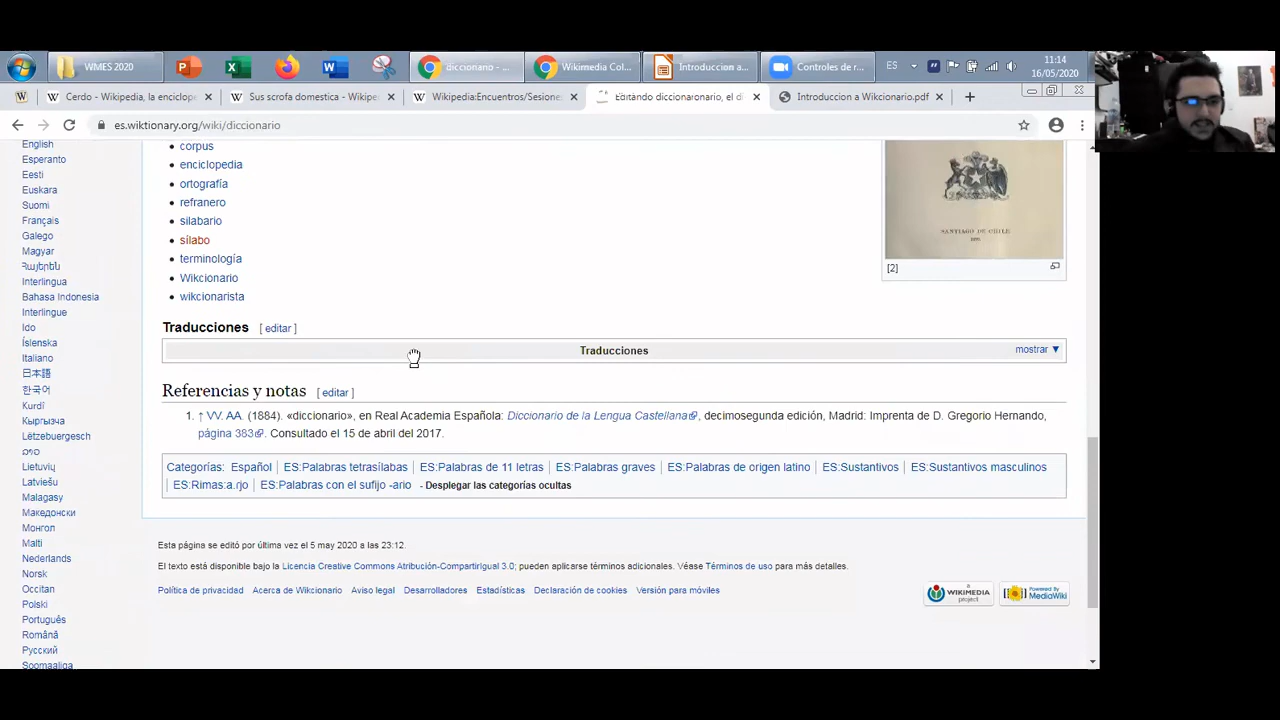 WMES 2020
diccionario - ...
Wikimedia Col...
Introduccion a...
Controles de r...
ES
11:14
16/05/2020
Cerdo - Wikipedia, la enciclop
Sus scrofa domestica - Wikipe
Wikipedia:Encuentros/Sesione
Introduccion a Wikcionario.pdf
es.wiktionary.org/wiki/diccionario
English
Esperanto
Eesti
Euskara
Suomi
Français
Galego
Magyar
Հայերեն
Interlingua
Bahasa Indonesia
Interlingue
Ido
Íslenska
Italiano
日本語
한국어
Kurdî
Кыргызча
Lëtzebuergesch
ລາວ
Lietuvių
Latviešu
Malagasy
Македонски
Монгол
Malti
Nederlands
Norsk
Occitan
Polski
Português
Română
Русский
Soomaaliga
corpus
enciclopedia
ortografía
refranero
silabario
sílabo
terminología
Wikcionario
wikcionarista
SANTIAGO DE CHILE
[2]
Traducciones [ editar ]
Traducciones
mostrar ▼
Referencias y notas [ editar ]
1. ↑ VV. AA. (1884). «diccionario», en Real Academia Española: Diccionario de la Lengua Castellana, decimosegunda edición, Madrid: Imprenta de D. Gregorio Hernando,
página 383. Consultado el 15 de abril del 2017.
Categorías: Español | ES:Palabras tetrasílabas | ES:Palabras de 11 letras | ES:Palabras graves | ES:Palabras de origen latino | ES:Sustantivos | ES:Sustantivos masculinos
| ES:Rimas:a.rjo | ES:Palabras con el sufijo -ario - Desplegar las categorías ocultas
Esta página se editó por última vez el 5 may 2020 a las 23:12.
El texto está disponible bajo la Licencia Creative Commons Atribución-CompartirIgual 3.0; pueden aplicarse términos adicionales. Véase Términos de uso para más detalles.
Política de privacidad Acerca de Wikcionario Aviso legal Desarrolladores Estadísticas Declaración de cookies Versión para móviles
A WIKIMEDIA project
Powered By MediaWiki